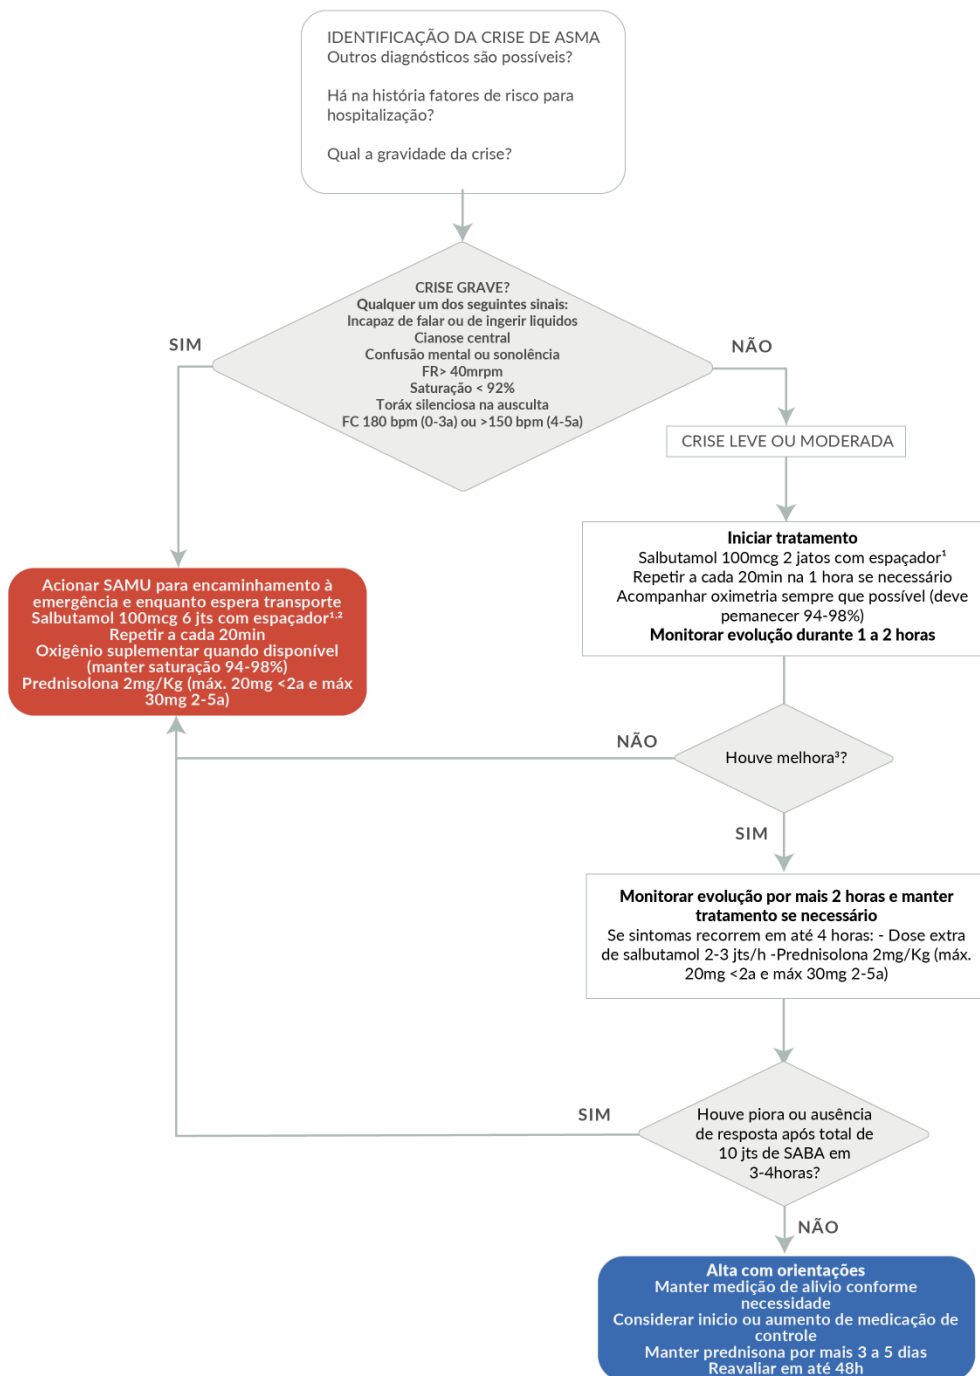 IDENTIFICAÇÃO DA CRISE DE ASMA
Outros diagnósticos são possíveis?
Há na história fatores de risco para
hospitalização?
Qual a gravidade da crise?
CRISE GRAVE?
Qualquer um dos seguintes sinais:
Incapaz de falar ou de ingerir liquidos
Cianose central
Confusão mental ou sonolência
FR> 40mrpm
Saturação < 92%
Toráx silenciosa na ausculta
FC 180 bpm (0-3a) ou >150 bpm (4-5a)
SIM
NÃO
CRISE LEVE OU MODERADA
Iniciar tratamento
Salbutamol 100mcg 2 jatos com espaçador¹
Repetir a cada 20min na 1 hora se necessário
Acompanhar oximetria sempre que possível (deve
pemanecer 94-98%)
Monitorar evolução durante 1 a 2 horas
Acionar SAMU para encaminhamento à
emergência e enquanto espera transporte
Salbutamol 100mcg 6 jts com espaçador¹,²
Repetir a cada 20min
Oxigênio suplementar quando disponível
(manter saturação 94-98%)
Prednisolona 2mg/Kg (máx. 20mg <2a e máx
30mg 2-5a)
NÃO
Houve melhora³?
SIM
Monitorar evolução por mais 2 horas e manter
tratamento se necessário
Se sintomas recorrem em até 4 horas: - Dose extra
de salbutamol 2-3 jts/h -Prednisolona 2mg/Kg (máx.
20mg <2a e máx 30mg 2-5a)
SIM
Houve piora ou ausência
de resposta após total de
10 jts de SABA em
3-4horas?
NÃO
Alta com orientações
Manter medição de alivio conforme
necessidade
Considerar inicio ou aumento de medicação de
controle
Manter prednisona por mais 3 a 5 dias
Reavaliar em até 48h